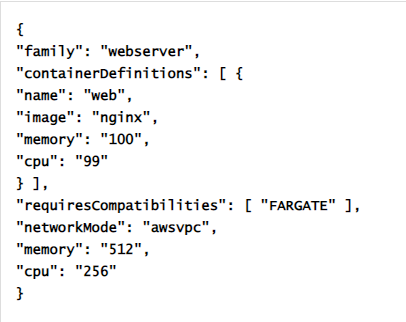 {
"family": "webserver",
"containerDefinitions": [ {
"name": "web",
"image": "nginx",
"memory": "100",
"cpu": "99"
} ],
"requiresCompatibilities": [ "FARGATE" ],
"networkMode": "awsvpc",
"memory": "512",
"cpu": "256"
}